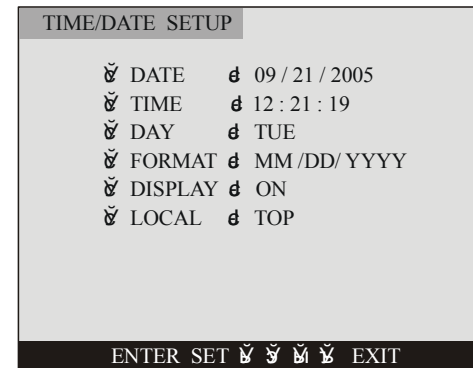 TIME/DATE SETUP
DATE 09 / 21 / 2005
TIME 12 : 21 : 19
DAY TUE
FORMAT MM /DD/ YYYY
DISPLAY ON
LOCAL TOP
ENTER SET EXIT